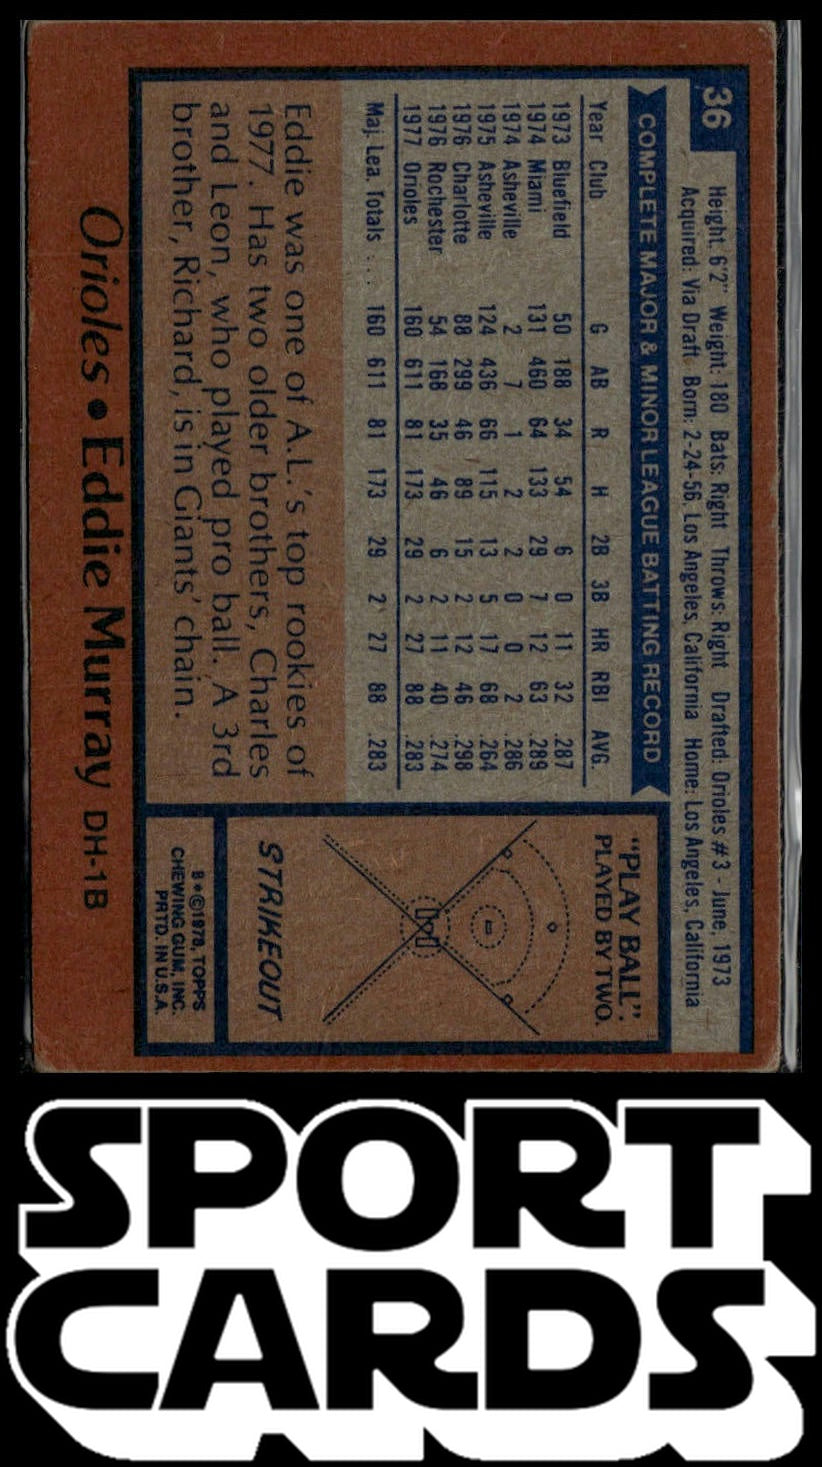 36
Height: 6'2" Weight: 180 Bats: Right Throws: Right Drafted: Orioles #3 - June, 1973
Acquired: Via Draft Born: 2-24-56, Los Angeles, California Home: Los Angeles, California
COMPLETE MAJOR & MINOR LEAGUE BATTING RECORD
Year Club G AB R H 2B 3B HR RBI AVG.
1973 Bluefield 50 188 34 54 6 0 11 32 .287
1974 Miami 131 460 64 133 29 7 12 63 .289
1974 Asheville 2 7 1 2 2 0 0 2 .286
1975 Asheville 124 436 66 115 13 5 17 68 .264
1976 Charlotte 88 299 46 89 15 2 12 46 .298
1976 Rochester 54 168 35 46 6 2 11 40 .274
1977 Orioles 160 611 81 173 29 2 27 88 .283
Maj. Lea. Totals .... 160 611 81 173 29 2 27 88 .283
Eddie was one of A.L.'s top rookies of
1977. Has two older brothers, Charles
and Leon, who played pro ball. A 3rd
brother, Richard, is in Giants' chain.
"PLAY BALL".
PLAYED BY TWO.
STRIKEOUT
©1978, TOPPS
CHEWING GUM, INC.
PRTD. IN U.S.A.
Orioles • Eddie Murray DH-1B
SPORT
CARDS